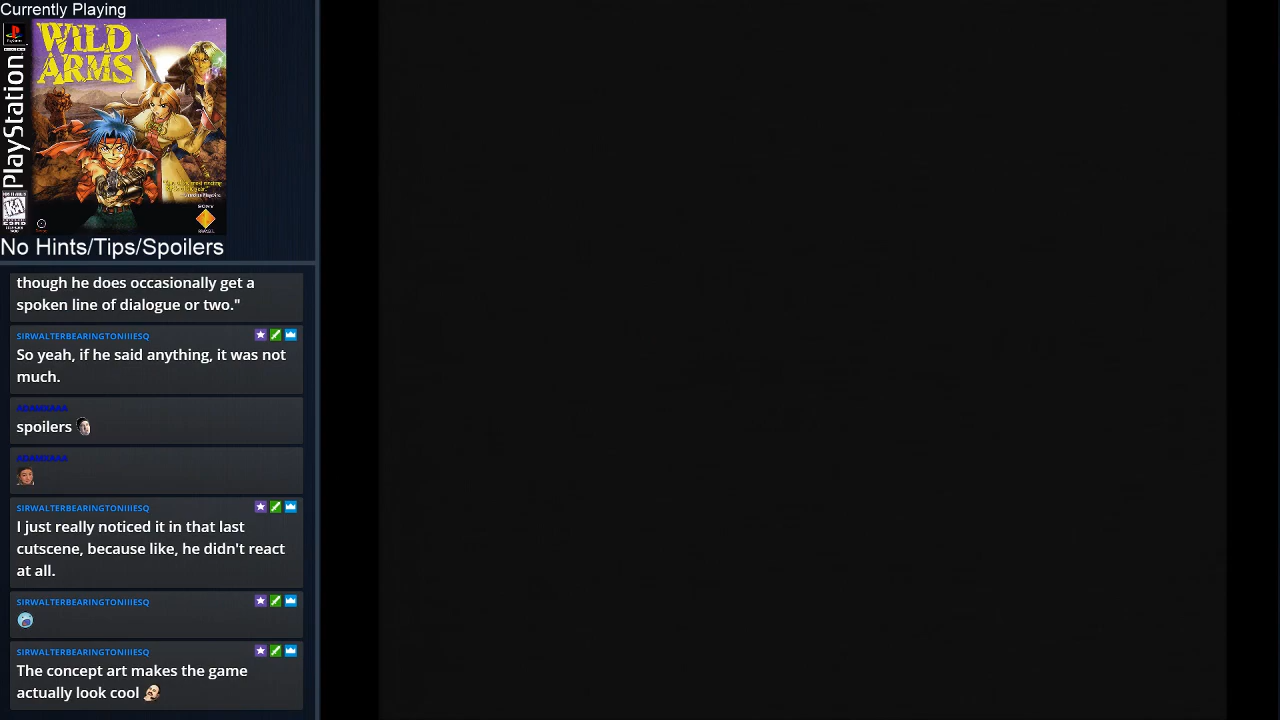 Currently Playing
PlayStation
WILD
ARMS
No Hints/Tips/Spoilers
though he does occasionally get a
spoken line of dialogue or two."
SIRWALTERBEARINGTONIIIESQ
So yeah, if he said anything, it was not
much.
spoilers
SIRWALTERBEARINGTONIIIESQ
I just really noticed it in that last
cutscene, because like, he didn't react
at all.
SIRWALTERBEARINGTONIIIESQ
SIRWALTERBEARINGTONIIIESQ
The concept art makes the game
actually look cool